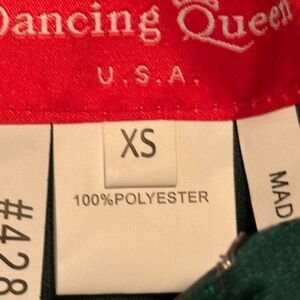 Dancing Queen
U.S.A.
XS
100%POLYESTER
#428
MAD